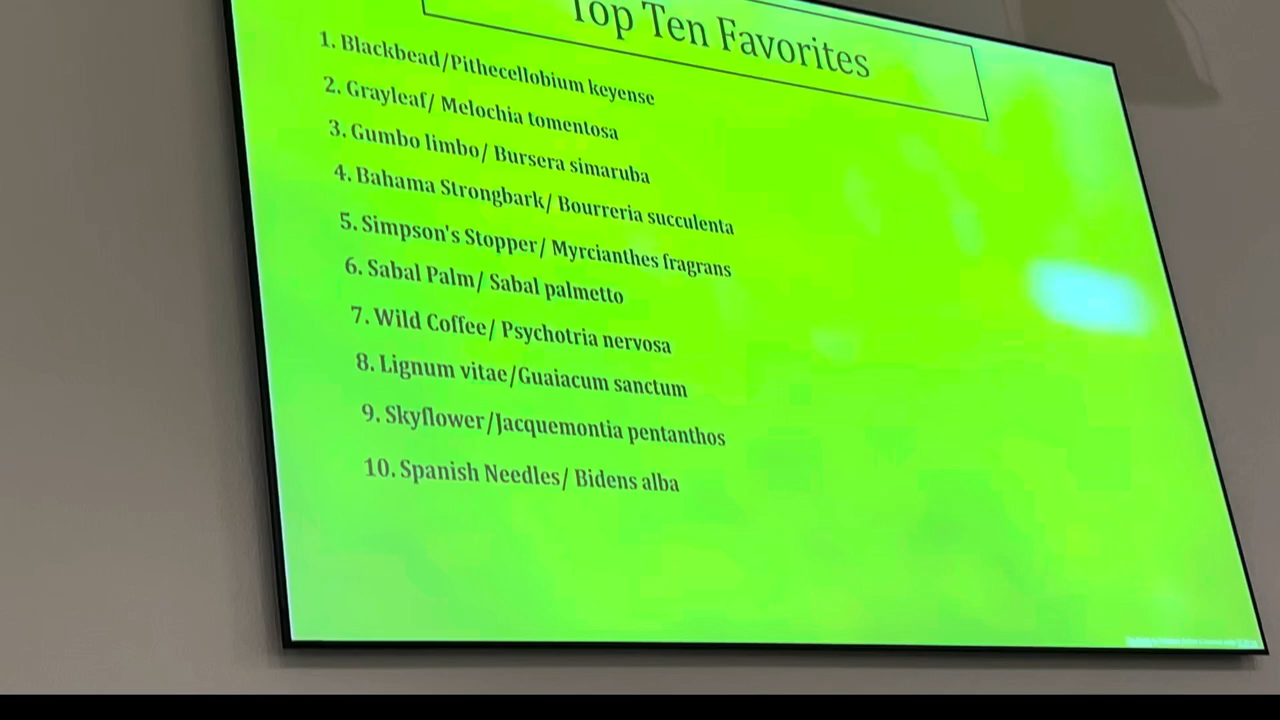 Top Ten Favorites
1. Blackbead/Pithecellobium keyense
2. Grayleaf/ Melochia tomentosa
3. Gumbo limbo/ Bursera simaruba
4. Bahama Strongbark/ Bourreria succulenta
5. Simpson's Stopper/ Myrcianthes fragrans
6. Sabal Palm/ Sabal palmetto
7. Wild Coffee/ Psychotria nervosa
8. Lignum vitae/Guaiacum sanctum
9. Skyflower/Jacquemontia pentanthos
10. Spanish Needles/ Bidens alba